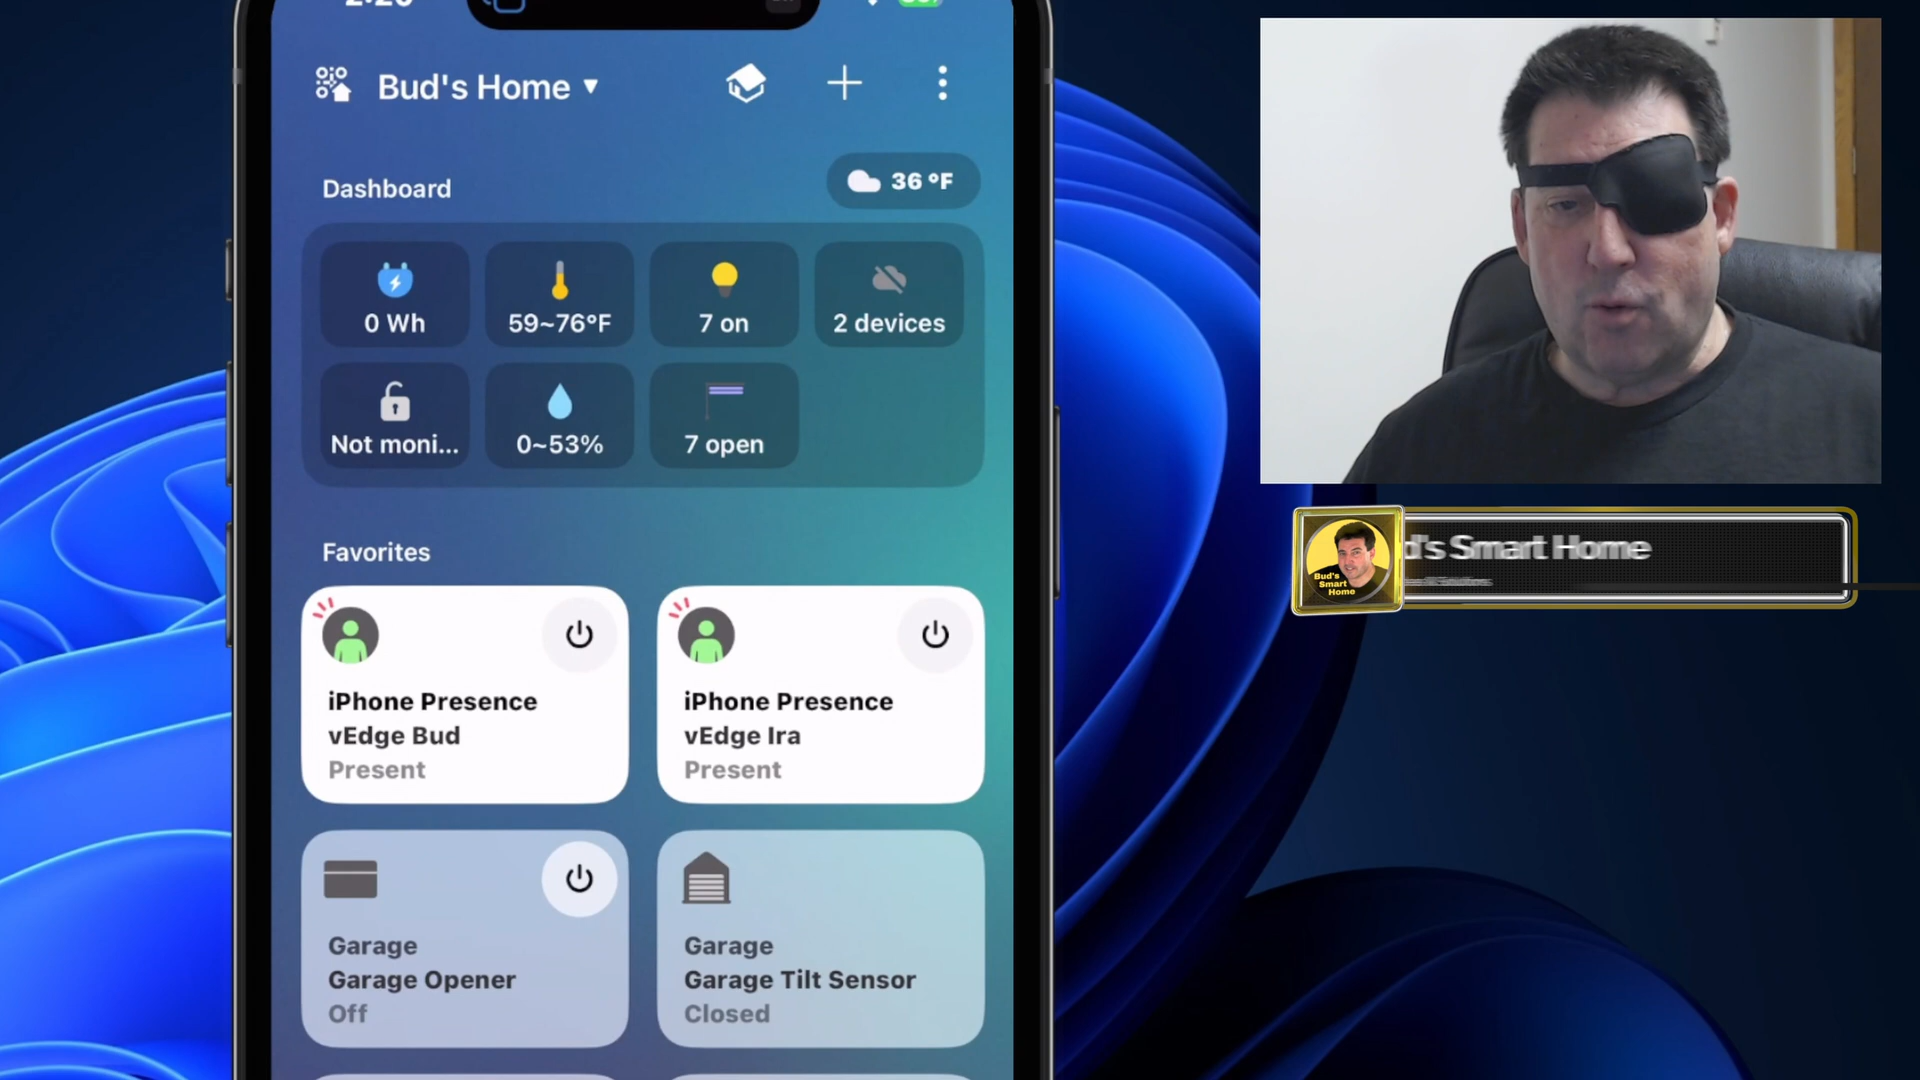 Bud's Home
Dashboard
36 °F
0 Wh
59~76°F
7 on
2 devices
Not moni...
0~53%
7 open
Favorites
iPhone Presence
vEdge Bud
Present
iPhone Presence
vEdge Ira
Present
Garage
Garage Opener
Off
Garage
Garage Tilt Sensor
Closed
d's Smart Home
Bud's
Smart
Home